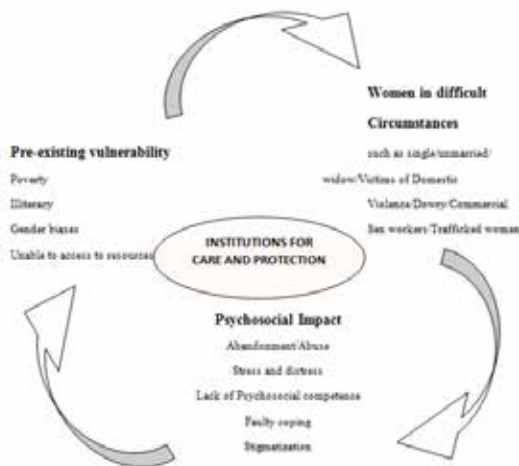 Women in difficult
Circumstances
such as single/unmarried/
widow/Victims of Domestic
Violence/Dowry/Commercial
Sex workers/Trafficked women
Pre-existing vulnerability
Poverty
Illiteracy
Gender biases
Unable to access to resources
INSTITUTIONS FOR
CARE AND PROTECTION
Psychosocial Impact
Abandonment/Abuse
Stress and distress
Lack of Psychosocial competence
Faulty coping
Stigmatization